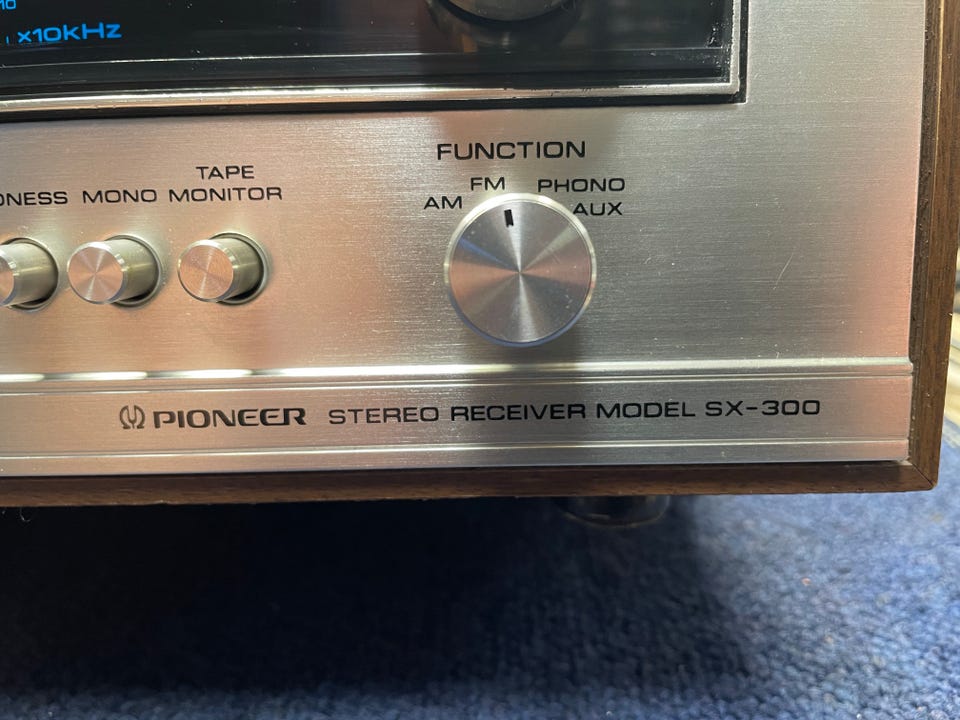 x10kHz
FUNCTION
TAPE
MONO MONITOR
FM PHONO
AM AUX
PIONEER STEREO RECEIVER MODEL SX-300